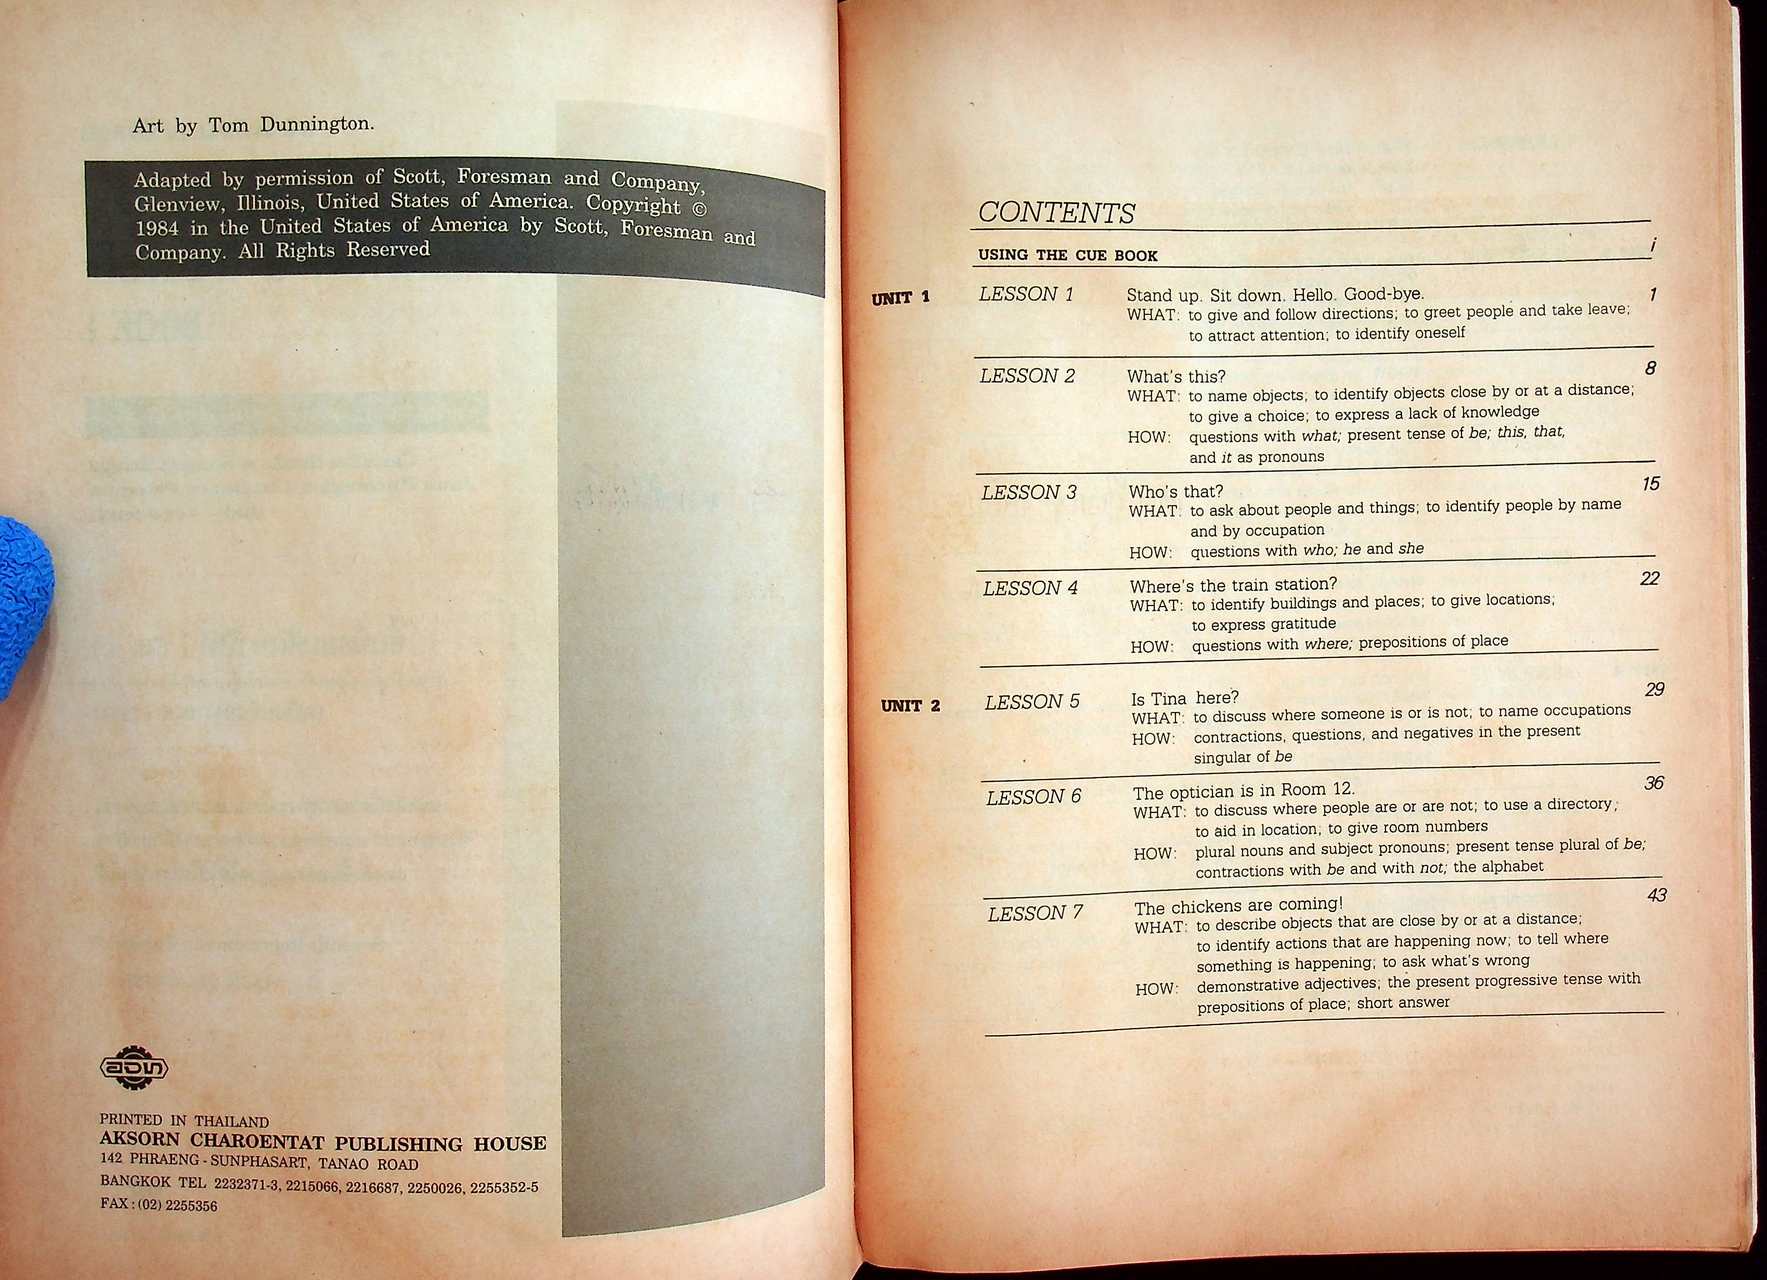 Art by Tom Dunnington.
Adapted by permission of Scott, Foresman and Company,
Glenview, Illinois, United States of America. Copyright ©
1984 in the United States of America by Scott, Foresman and
Company. All Rights Reserved
อจท
PRINTED IN THAILAND
AKSORN CHAROENTAT PUBLISHING HOUSE
142 PHRAENG - SUNPHASART, TANAO ROAD
BANGKOK TEL 2232371-3, 2215066, 2216687, 2250026, 2255352-5
FAX : (02) 2255356
CONTENTS
USING THE CUE BOOK i
UNIT 1 LESSON 1 Stand up. Sit down. Hello. Good-bye. 1
WHAT: to give and follow directions; to greet people and take leave;
to attract attention; to identify oneself
LESSON 2 What's this? 8
WHAT: to name objects; to identify objects close by or at a distance;
to give a choice; to express a lack of knowledge
HOW: questions with what; present tense of be; this, that,
and it as pronouns
LESSON 3 Who's that? 15
WHAT: to ask about people and things; to identify people by name
and by occupation
HOW: questions with who; he and she
LESSON 4 Where's the train station? 22
WHAT: to identify buildings and places; to give locations;
to express gratitude
HOW: questions with where; prepositions of place
UNIT 2 LESSON 5 Is Tina here? 29
WHAT: to discuss where someone is or is not; to name occupations
HOW: contractions, questions, and negatives in the present
singular of be
LESSON 6 The optician is in Room 12. 36
WHAT: to discuss where people are or are not; to use a directory;
to aid in location; to give room numbers
HOW: plural nouns and subject pronouns; present tense plural of be;
contractions with be and with not; the alphabet
LESSON 7 The chickens are coming! 43
WHAT: to describe objects that are close by or at a distance;
to identify actions that are happening now; to tell where
something is happening; to ask what's wrong
HOW: demonstrative adjectives; the present progressive tense with
prepositions of place; short answer